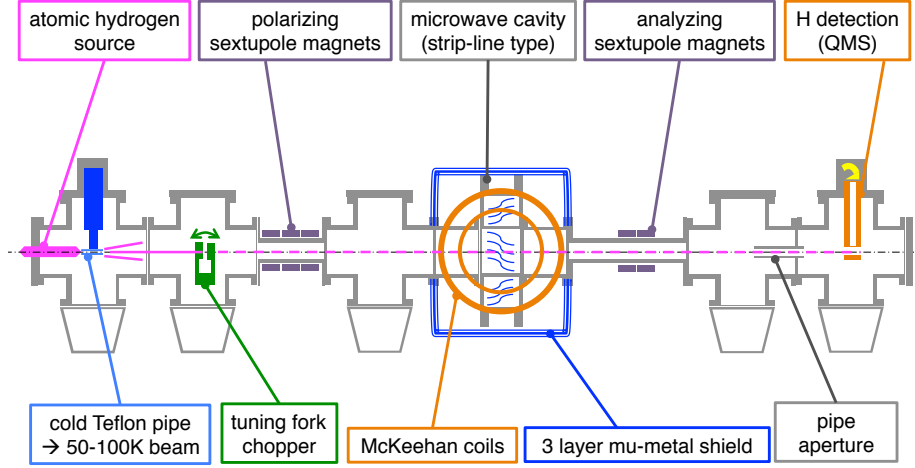 atomic hydrogen
source
polarizing
sextupole magnets
microwave cavity
(strip-line type)
analyzing
sextupole magnets
H detection
(QMS)
cold Teflon pipe
→ 50-100K beam
tuning fork
chopper
McKeehan coils
3 layer mu-metal shield
pipe
aperture